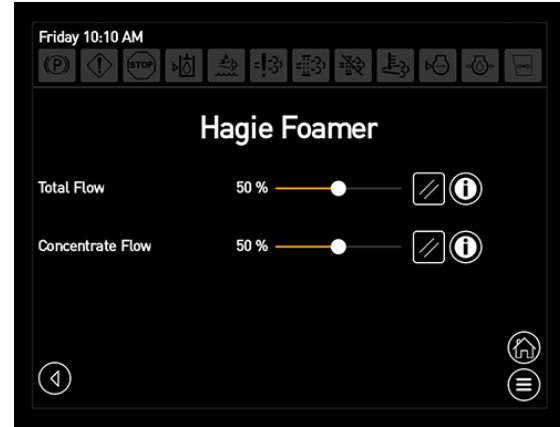 Friday 10:10 AM
(P) STOP
Hagie Foamer
Total Flow 50 %
Concentrate Flow 50 %